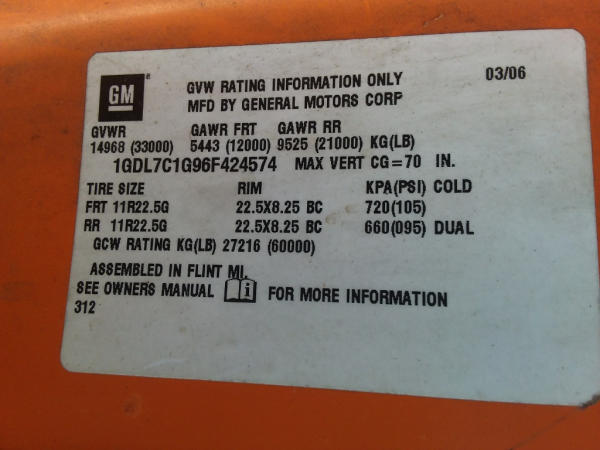 GM®
GVW RATING INFORMATION ONLY 03/06
MFD BY GENERAL MOTORS CORP
GVWR GAWR FRT GAWR RR
14968 (33000) 5443 (12000) 9525 (21000) KG(LB)
1GDL7C1G96F424574 MAX VERT CG=70 IN.
TIRE SIZE RIM KPA(PSI) COLD
FRT 11R22.5G 22.5X8.25 BC 720(105)
RR 11R22.5G 22.5X8.25 BC 660(095) DUAL
GCW RATING KG(LB) 27216 (60000)
ASSEMBLED IN FLINT MI.
SEE OWNERS MANUAL i FOR MORE INFORMATION
312